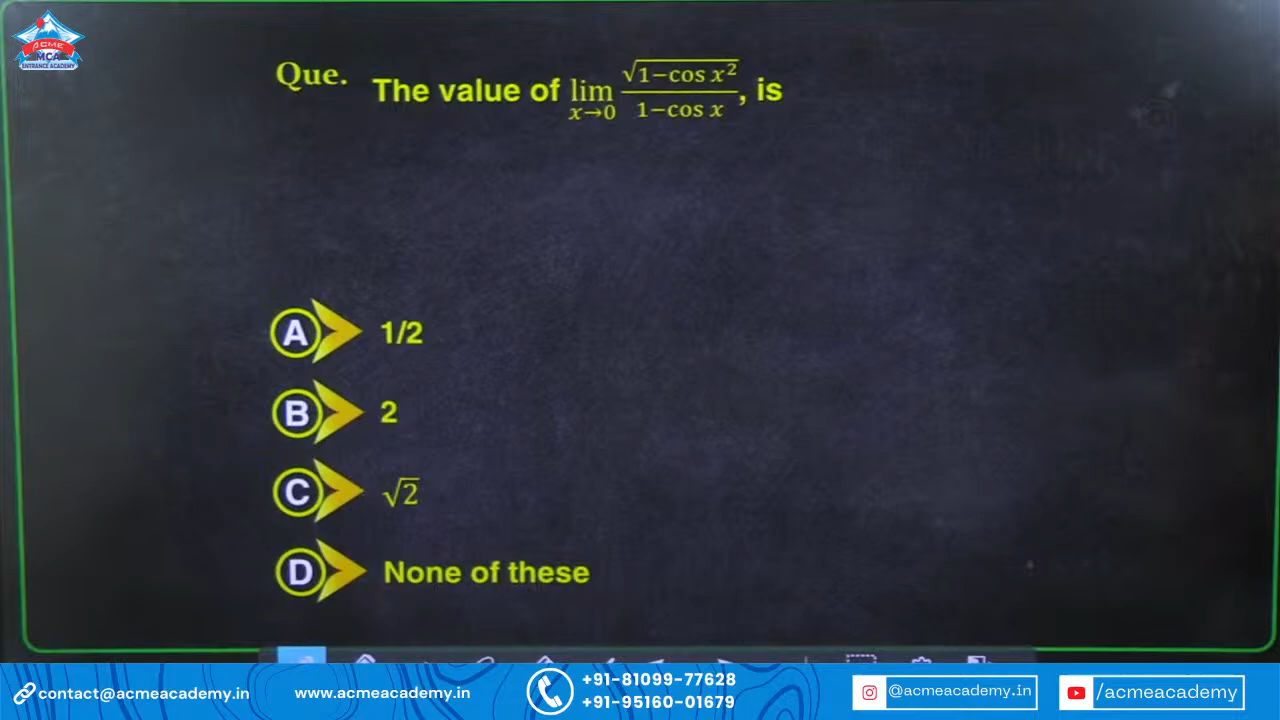 ACME
MCA
ENTRANCE ACADEMY
Que. The value of lim x→0 √1−cos x² / 1−cos x, is
A 1/2
B 2
C √2
D None of these
contact@acmeacademy.in
www.acmeacademy.in
+91-81099-77628
+91-95160-01679
@acmeacademy.in
/acmeacademy